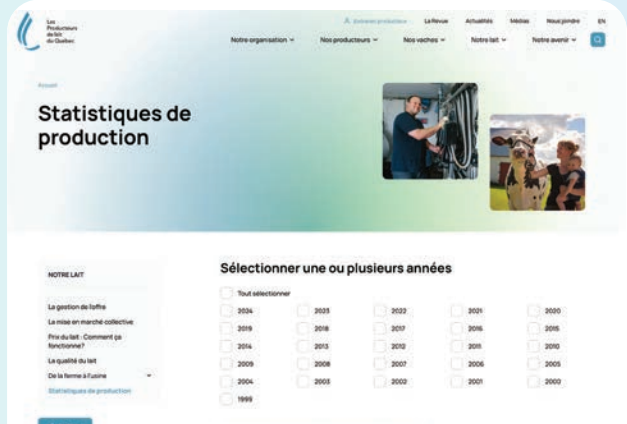 Les
Producteurs
de lait
du Québec
Extranet producteur La Revue Actualités Médias Nous joindre EN
Notre organisation Nos producteurs Nos vaches Notre lait Notre avenir
Accueil
Statistiques de
production
NOTRE LAIT
La gestion de l'offre
La mise en marché collective
Prix du lait : Comment ça
fonctionne?
La qualité du lait
De la ferme à l'usine
Statistiques de production
Sélectionner une ou plusieurs années
Tout sélectionner
2024 2023 2022 2021 2020
2019 2018 2017 2016 2015
2014 2013 2012 2011 2010
2009 2008 2007 2006 2005
2004 2003 2002 2001 2000
1999